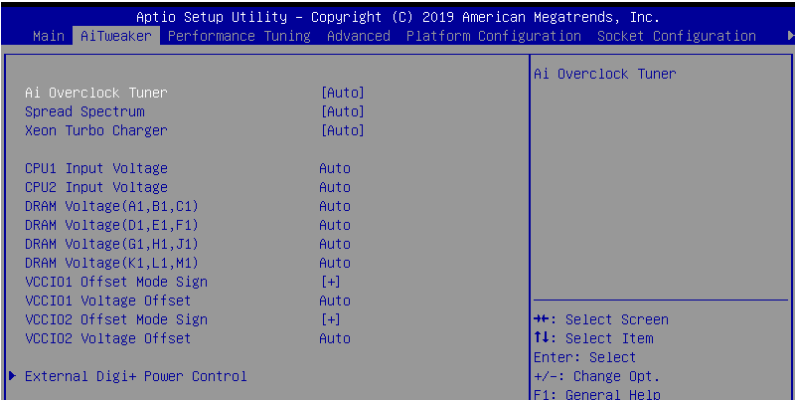 Aptio Setup Utility – Copyright (C) 2019 American Megatrends, Inc.
Main AiTweaker Performance Tuning Advanced Platform Configuration Socket Configuration
Ai Overclock Tuner [Auto]
Spread Spectrum [Auto]
Xeon Turbo Charger [Auto]
CPU1 Input Voltage Auto
CPU2 Input Voltage Auto
DRAM Voltage(A1,B1,C1) Auto
DRAM Voltage(D1,E1,F1) Auto
DRAM Voltage(G1,H1,J1) Auto
DRAM Voltage(K1,L1,M1) Auto
VCCIO1 Offset Mode Sign [+]
VCCIO1 Voltage Offset Auto
VCCIO2 Offset Mode Sign [+]
VCCIO2 Voltage Offset Auto
External Digi+ Power Control
Ai Overclock Tuner
→←: Select Screen
↑↓: Select Item
Enter: Select
+/-: Change Opt.
F1: General Help